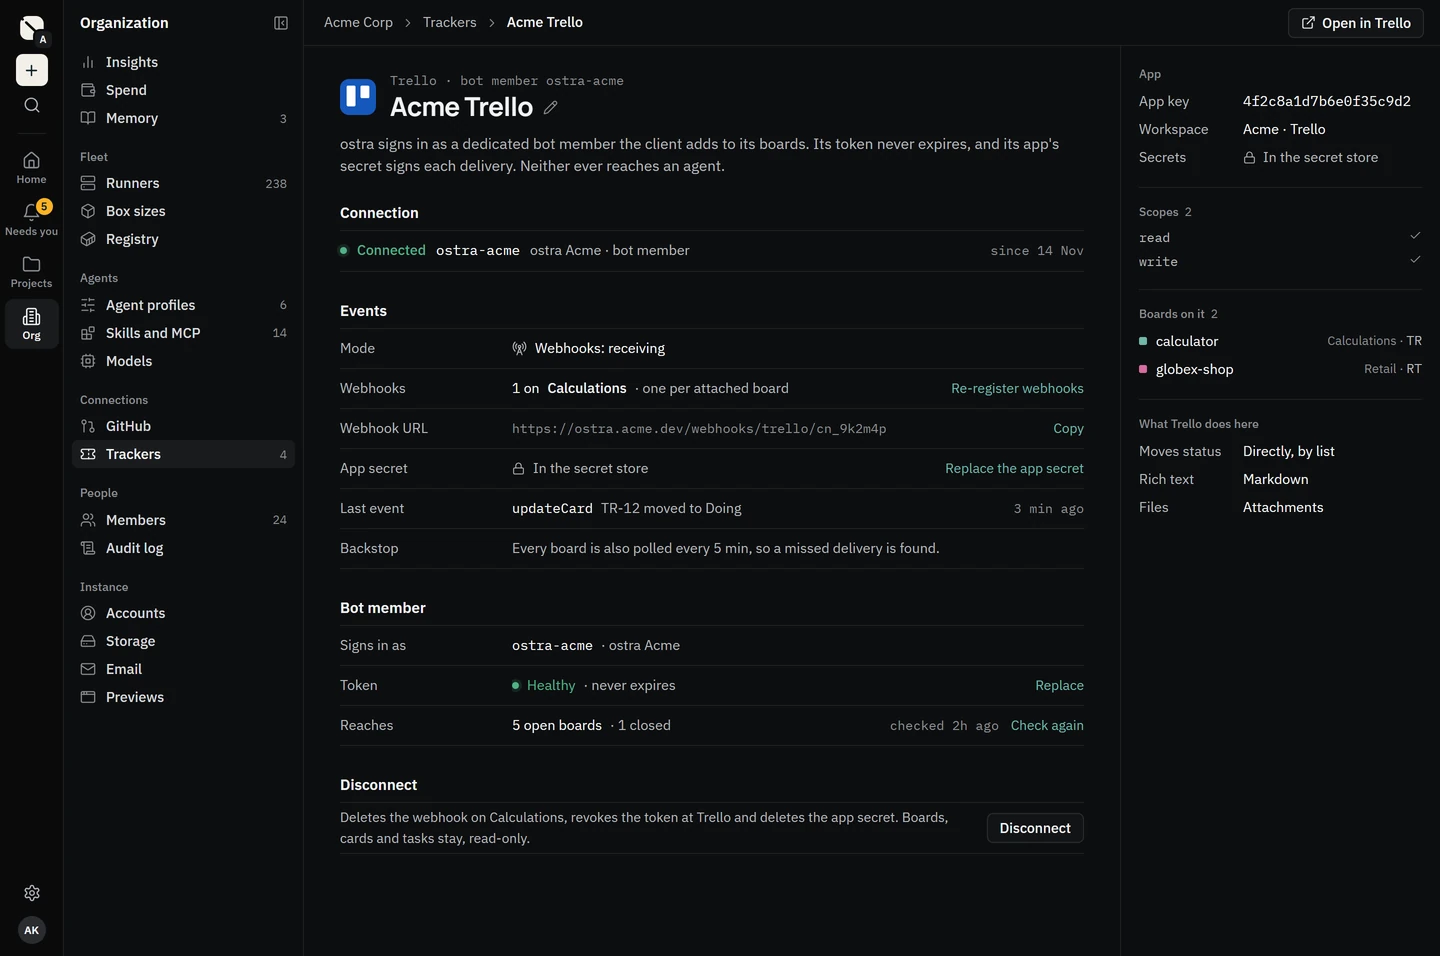 A
Home
5
Needs you
Projects
Org
AK
Organization
Insights
Spend
Memory 3
Fleet
Runners 238
Box sizes
Registry
Agents
Agent profiles 6
Skills and MCP 14
Models
Connections
GitHub
Trackers 4
People
Members 24
Audit log
Instance
Accounts
Storage
Email
Previews
Acme Corp > Trackers > Acme Trello
Open in Trello
Trello · bot member ostra-acme
Acme Trello
ostra signs in as a dedicated bot member the client adds to its boards. Its token never expires, and its app's
secret signs each delivery. Neither ever reaches an agent.
Connection
Connected ostra-acme ostra Acme · bot member since 14 Nov
Events
Mode Webhooks: receiving
Webhooks 1 on Calculations · one per attached board Re-register webhooks
Webhook URL https://ostra.acme.dev/webhooks/trello/cn_9k2m4p Copy
App secret In the secret store Replace the app secret
Last event updateCard TR-12 moved to Doing 3 min ago
Backstop Every board is also polled every 5 min, so a missed delivery is found.
Bot member
Signs in as ostra-acme · ostra Acme
Token Healthy · never expires Replace
Reaches 5 open boards · 1 closed checked 2h ago Check again
Disconnect
Deletes the webhook on Calculations, revokes the token at Trello and deletes the app secret. Boards,
cards and tasks stay, read-only.
Disconnect
App
App key 4f2c8a1d7b6e0f35c9d2
Workspace Acme · Trello
Secrets In the secret store
Scopes 2
read
write
Boards on it 2
calculator Calculations · TR
globex-shop Retail · RT
What Trello does here
Moves status Directly, by list
Rich text Markdown
Files Attachments